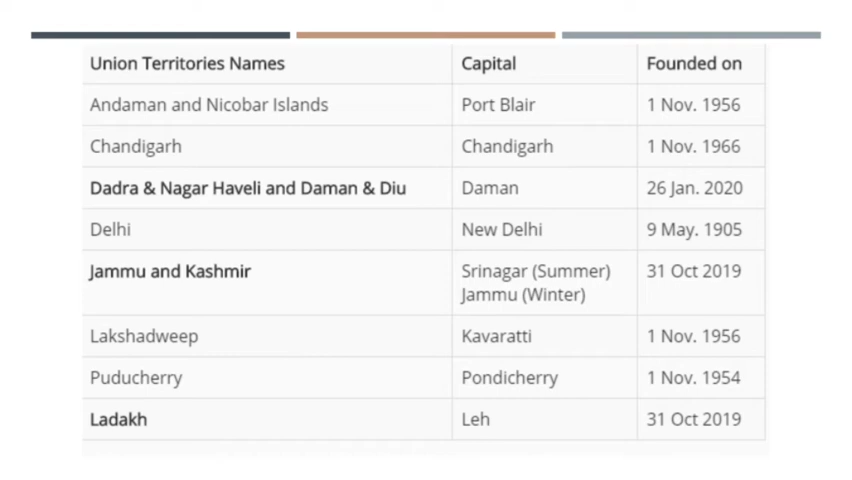 Union Territories Names Capital Founded on
Andaman and Nicobar Islands Port Blair 1 Nov. 1956
Chandigarh Chandigarh 1 Nov. 1966
Dadra & Nagar Haveli and Daman & Diu Daman 26 Jan. 2020
Delhi New Delhi 9 May. 1905
Jammu and Kashmir Srinagar (Summer) 31 Oct 2019
Jammu (Winter)
Lakshadweep Kavaratti 1 Nov. 1956
Puducherry Pondicherry 1 Nov. 1954
Ladakh Leh 31 Oct 2019